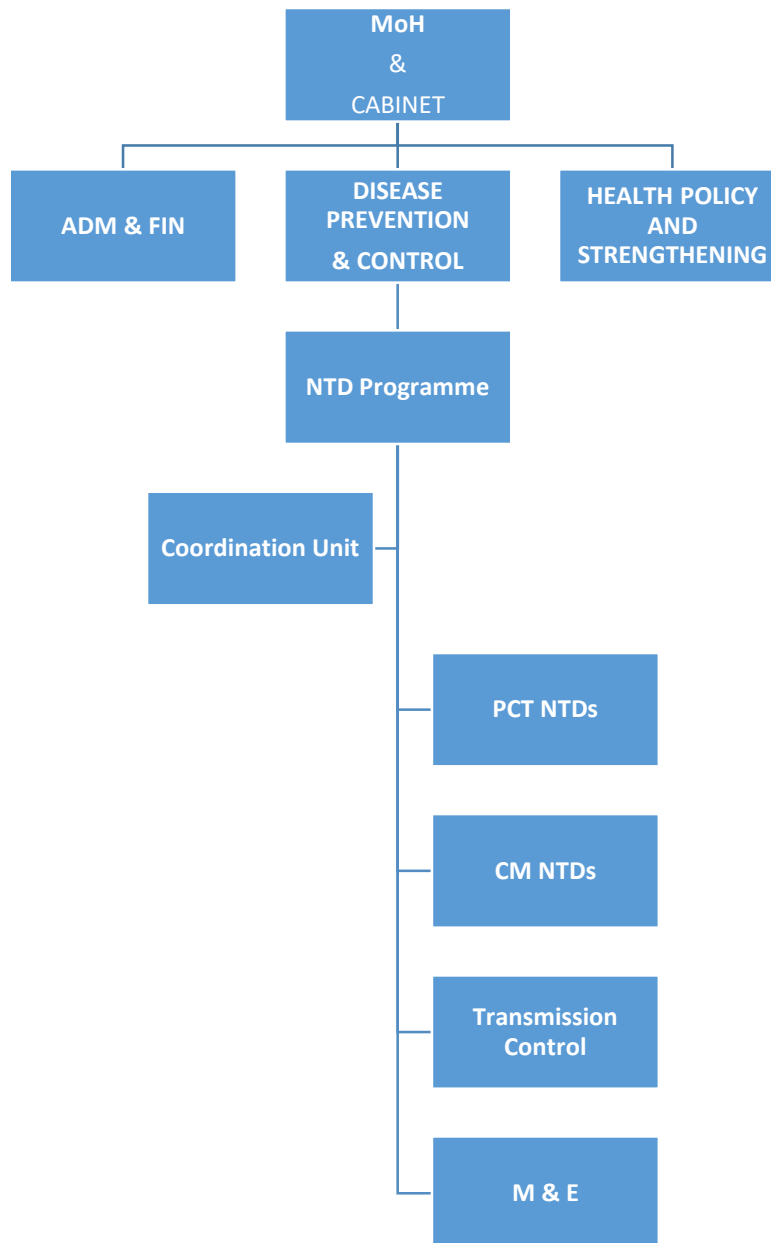 MoH
&
CABINET
ADM & FIN
DISEASE
PREVENTION
& CONTROL
HEALTH POLICY
AND
STRENGTHENING
NTD Programme
Coordination Unit
PCT NTDs
CM NTDs
Transmission
Control
M & E